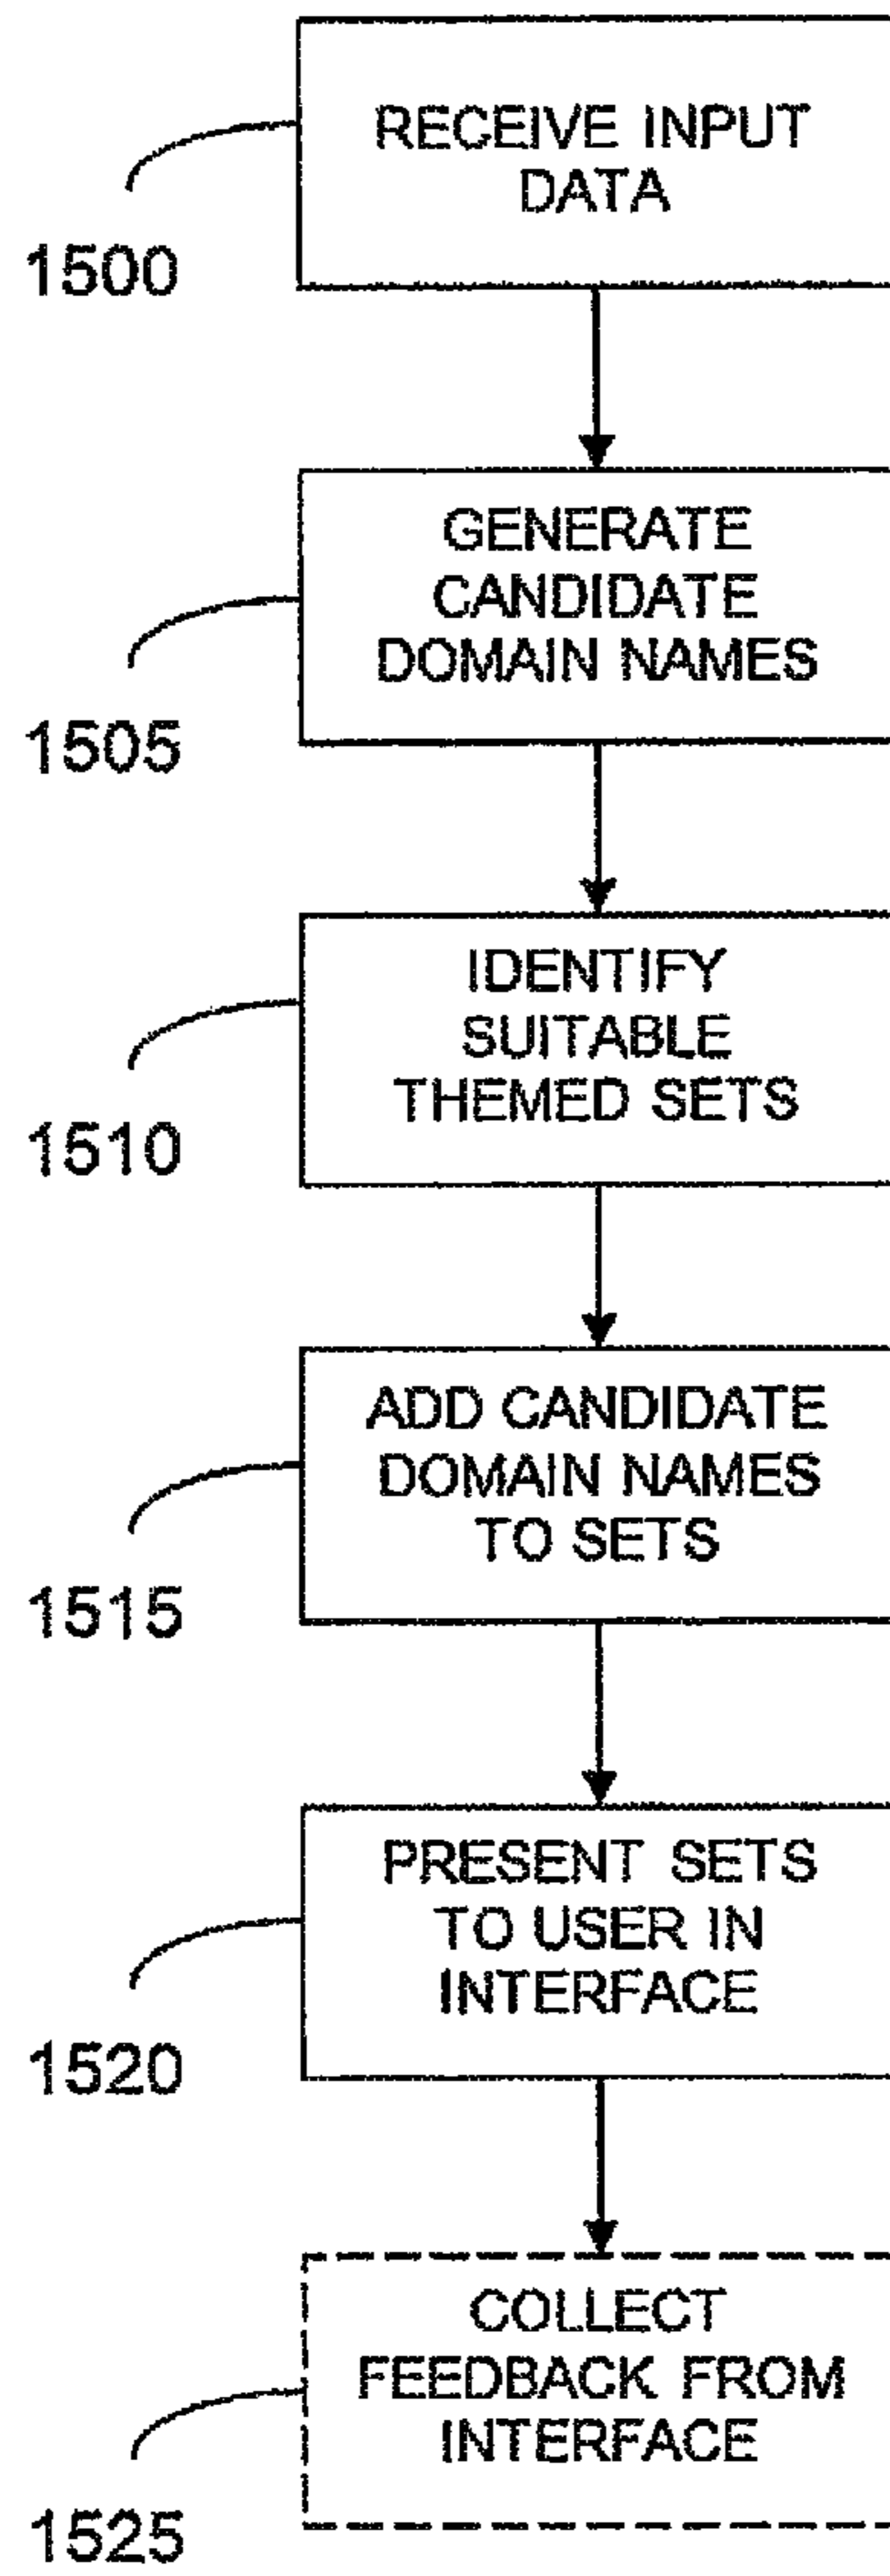 RECEIVE INPUT
DATA
1500
GENERATE
CANDIDATE
DOMAIN NAMES
1505
IDENTIFY
SUITABLE
THEMED SETS
1510
ADD CANDIDATE
DOMAIN NAMES
TO SETS
1515
PRESENT SETS
TO USER IN
INTERFACE
1520
COLLECT
FEEDBACK FROM
INTERFACE
1525